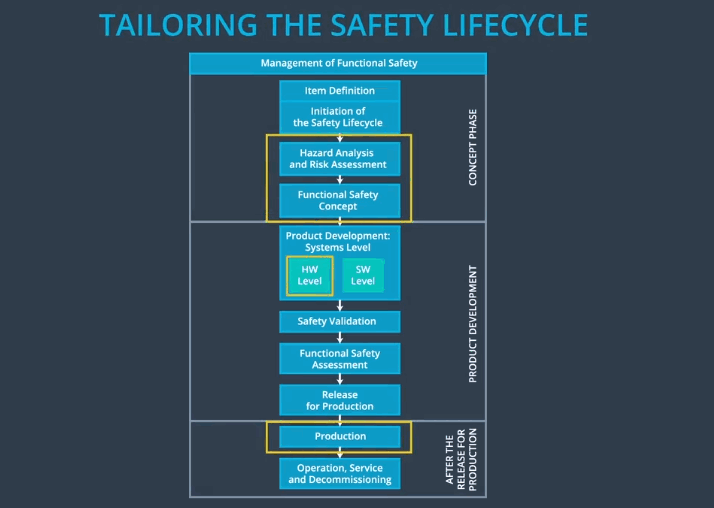 TAILORING THE SAFETY LIFECYCLE
Management of Functional Safety
Item Definition
Initiation of
the Safety Lifecycle
Hazard Analysis
and Risk Assessment
Functional Safety
Concept
CONCEPT PHASE
Product Development:
Systems Level
HW
Level
SW
Level
Safety Validation
Functional Safety
Assessment
Release
for Production
PRODUCT DEVELOPMENT
Production
Operation, Service
and Decommissioning
AFTER THE
RELEASE FOR
PRODUCTION